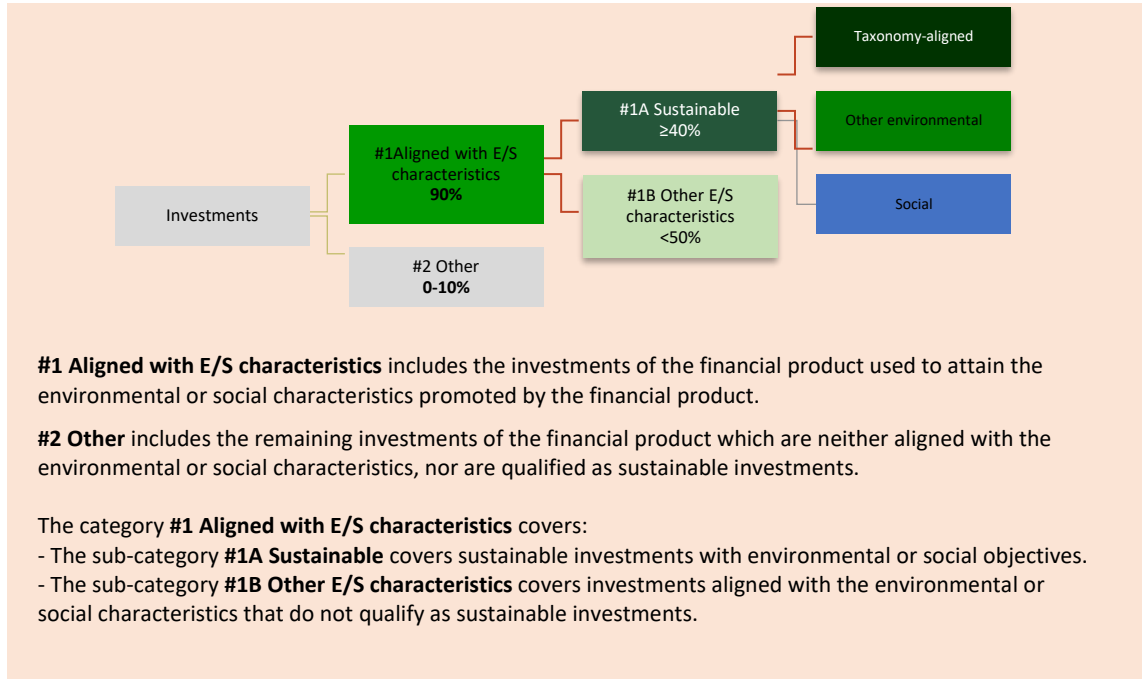 Taxonomy-aligned
#1A Sustainable
≥40%
Other environmental
#1Aligned with E/S
characteristics
90%
#1B Other E/S
characteristics
<50%
Social
Investments
#2 Other
0-10%
#1 Aligned with E/S characteristics includes the investments of the financial product used to attain the
environmental or social characteristics promoted by the financial product.
#2 Other includes the remaining investments of the financial product which are neither aligned with the
environmental or social characteristics, nor are qualified as sustainable investments.
The category #1 Aligned with E/S characteristics covers:
- The sub-category #1A Sustainable covers sustainable investments with environmental or social objectives.
- The sub-category #1B Other E/S characteristics covers investments aligned with the environmental or
social characteristics that do not qualify as sustainable investments.